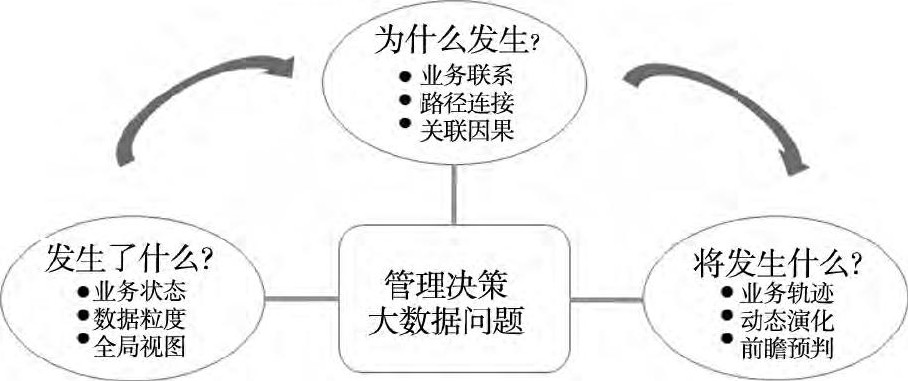 为什么发生?
● 业务联系
● 路径连接
● 关联因果
发生了什么?
● 业务状态
● 数据粒度
● 全局视图
管理决策
大数据问题
将发生什么?
● 业务轨迹
● 动态演化
● 前瞻预判